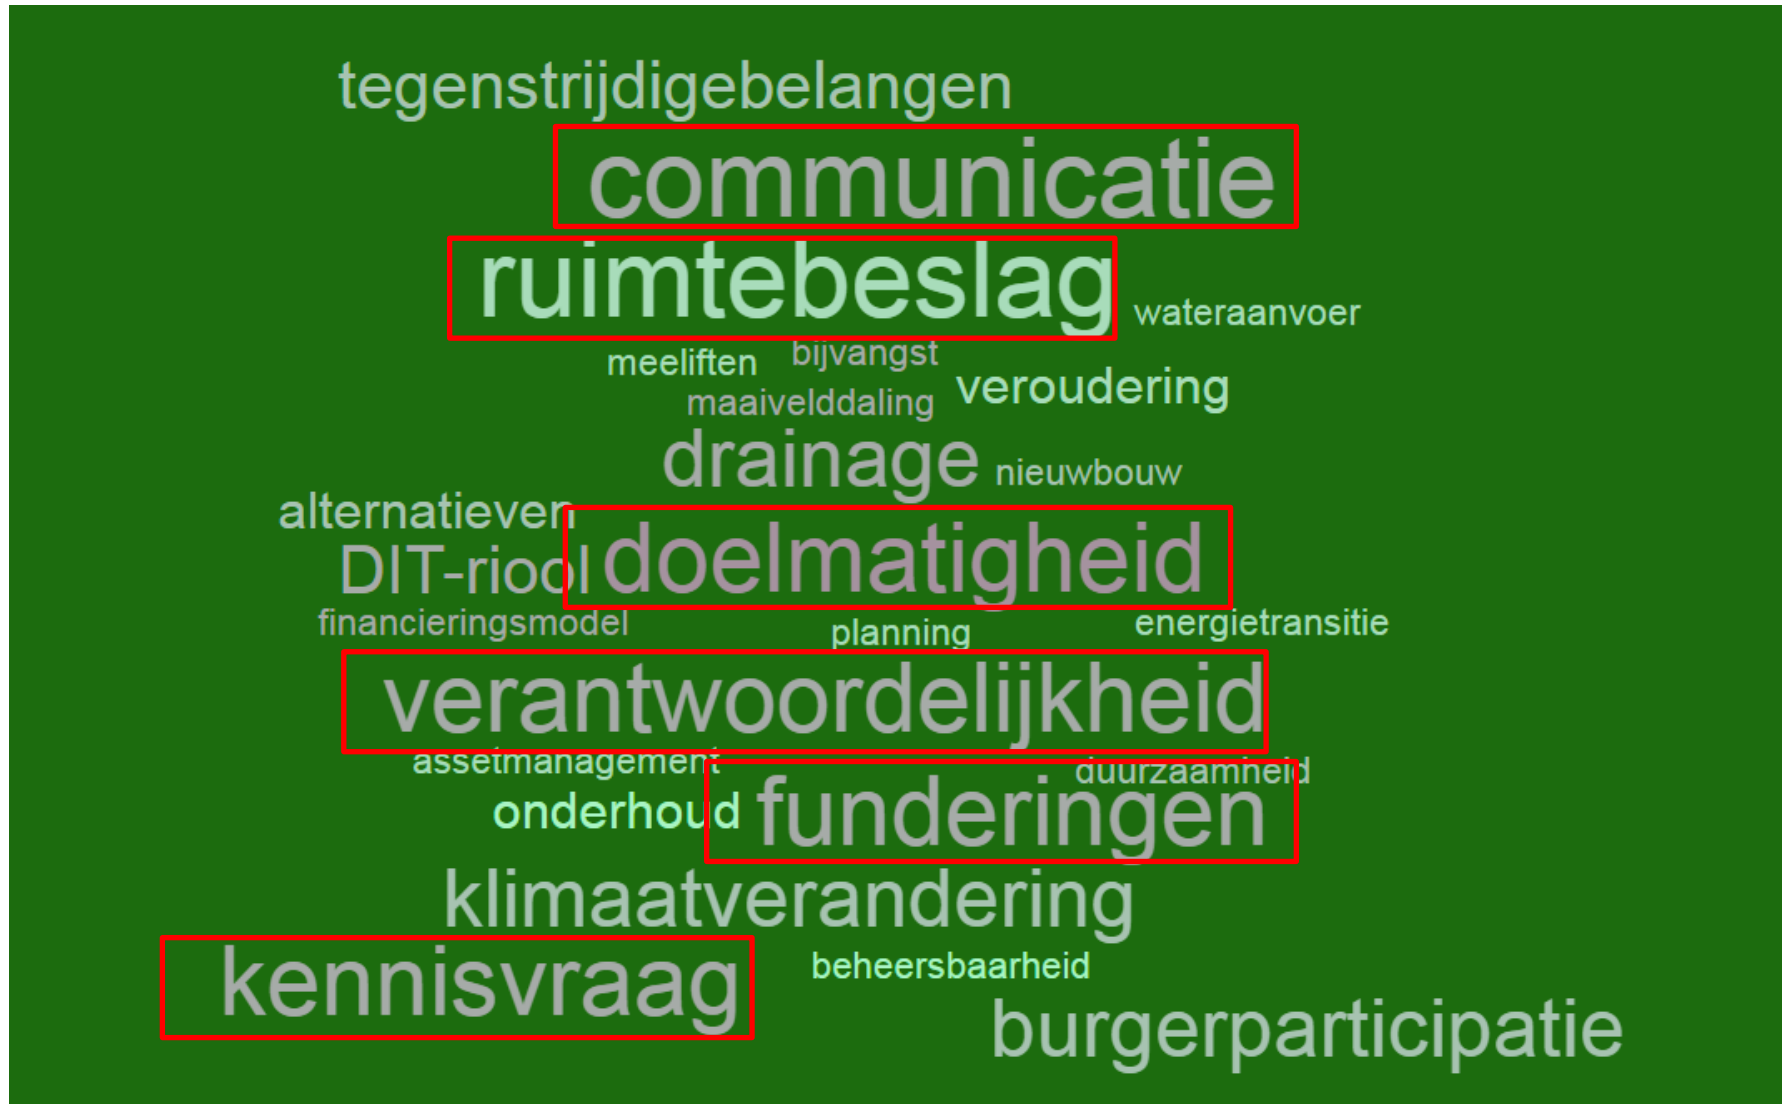 tegenstrijdigebelangen
communicatie
ruimtebeslag
wateraanvoer
meeliften bijvangst
maaivelddaling veroudering
drainage nieuwbouw
alternatieven
DIT-riool doelmatigheid
financieringsmodel planning energietransitie
verantwoordelijkheid
assetmanagement duurzaamheid
onderhoud funderingen
klimaatverandering
kennisvraag beheersbaarheid
burgerparticipatie